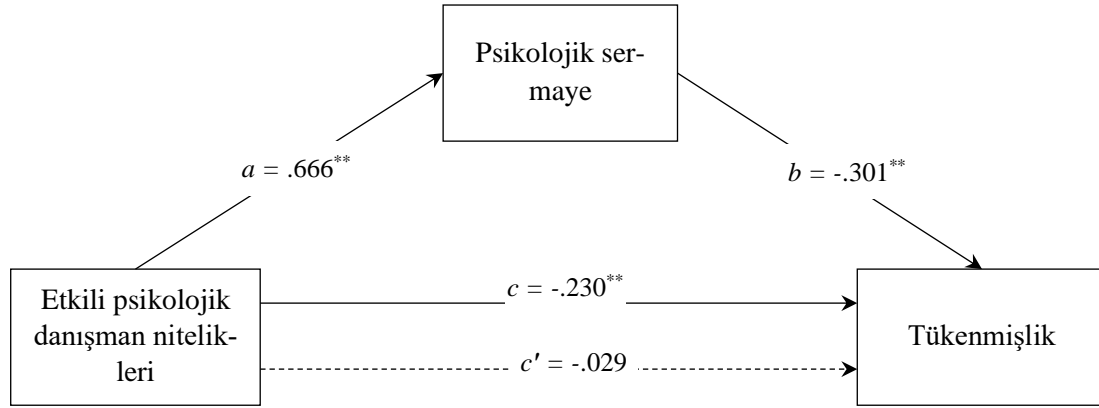 Psikolojik ser-
maye
a = .666**
b = -.301**
Etkili psikolojik
danışman nitelik-
leri
c = -.230**
c′ = -.029
Tükenmişlik